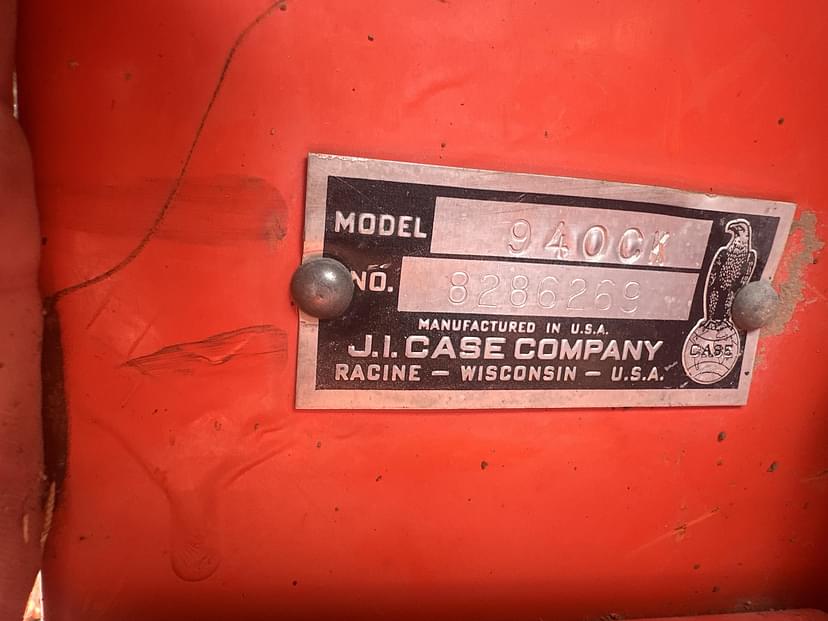 MODEL 940CK
NO. 8286269
MANUFACTURED IN U.S.A.
J.I. CASE COMPANY
RACINE – WISCONSIN – U.S.A.
CASE